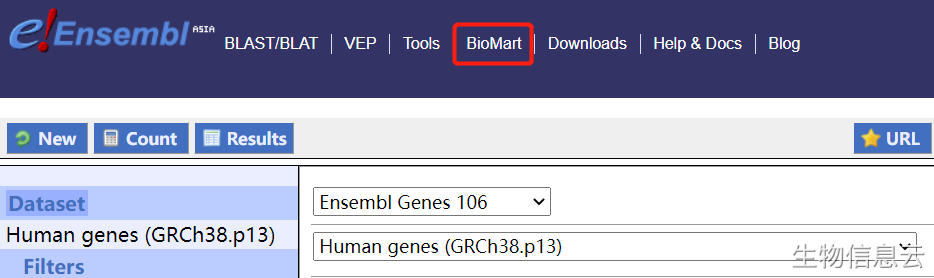 e!Ensembl ASIA BLAST/BLAT VEP Tools BioMart Downloads Help & Docs Blog
New Count Results URL
Dataset Ensembl Genes 106
Human genes (GRCh38.p13) Human genes (GRCh38.p13)
Filters
生物信息云